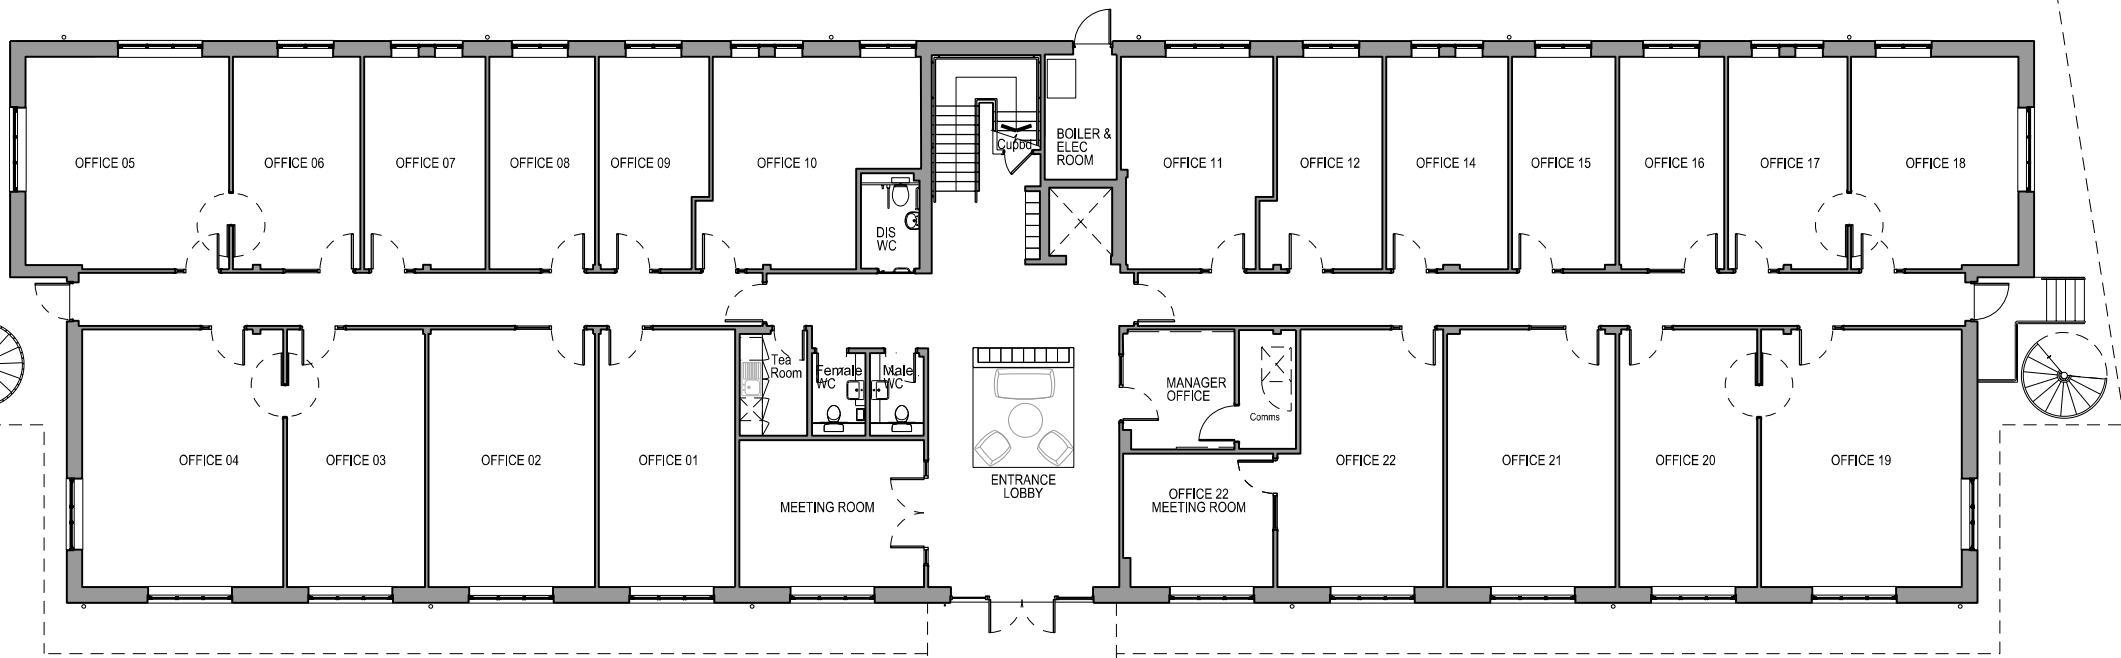 OFFICE 05
OFFICE 06
OFFICE 07
OFFICE 08
OFFICE 09
OFFICE 10
DIS
WC
Cupbd
BOILER &
ELEC
ROOM
OFFICE 11
OFFICE 12
OFFICE 14
OFFICE 15
OFFICE 16
OFFICE 17
OFFICE 18
OFFICE 04
OFFICE 03
OFFICE 02
OFFICE 01
Tea
Room
Female
WC
Male
WC
MEETING ROOM
ENTRANCE
LOBBY
MANAGER
OFFICE
Comms
OFFICE 22
MEETING ROOM
OFFICE 22
OFFICE 21
OFFICE 20
OFFICE 19